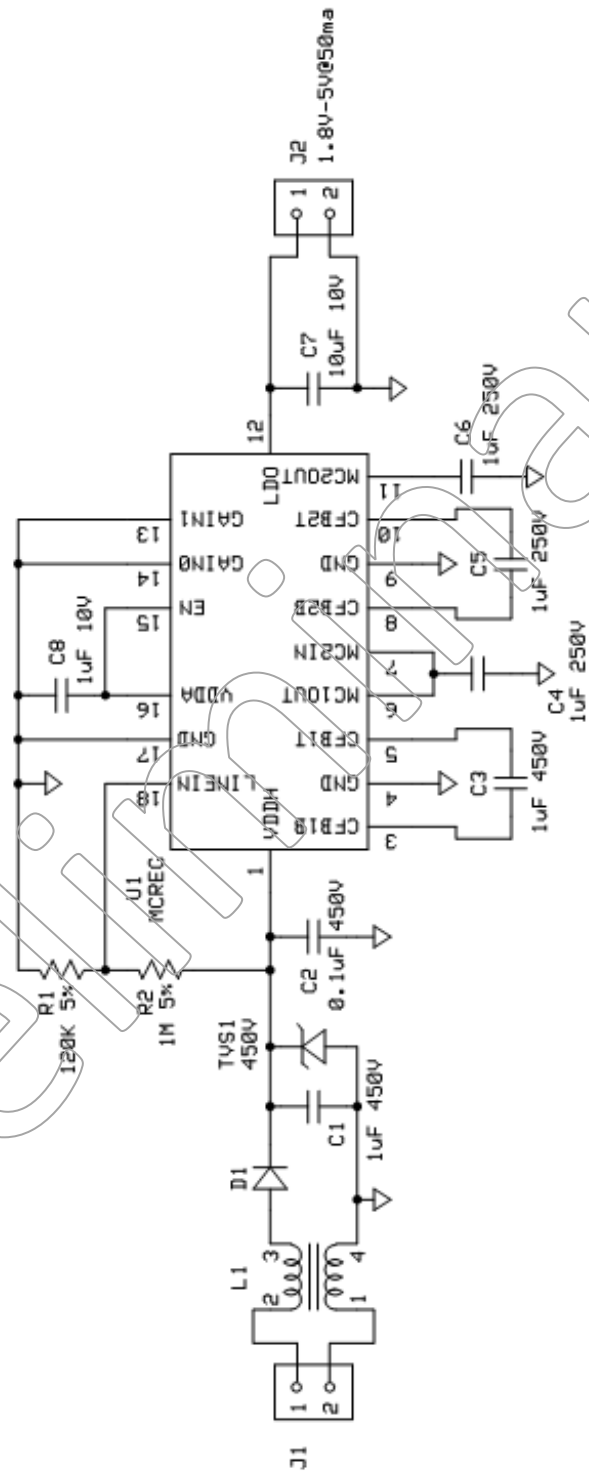 J1
1
2
L1
2
3
1
4
D1
C1
1uF 450V
TVS1
450V
R1
120K 5%
R2
1M 5%
C2
0.1uF 450V
U1
MCREC
1
VDDH
18
LINEIN
17
GND
16
VDDA
15
EN
14
GAIN0
13
GAIN1
12
LDO
3
CFB1B
4
GND
5
CFB1T
6
MC1OUT
7
MC2IN
8
CFB2B
9
GND
10
CFB2T
11
MC2OUT
C8
1uF 10V
C3
1uF 450V
C4
1uF 250V
C5
1uF 250V
C6
1uF 250V
C7
10uF 10V
J2
1.8V-5V@50ma
1
2